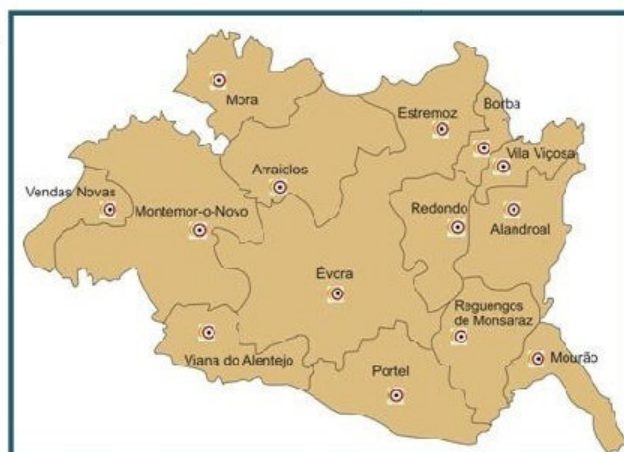 Mora
Estremoz
Borba
Vila Viçosa
Arraiolos
Vendas Novas
Montemor-o-Novo
Redondo
Alandroal
Évora
Reguengos
de Monsaraz
Viana do Alentejo
Portel
Mourão